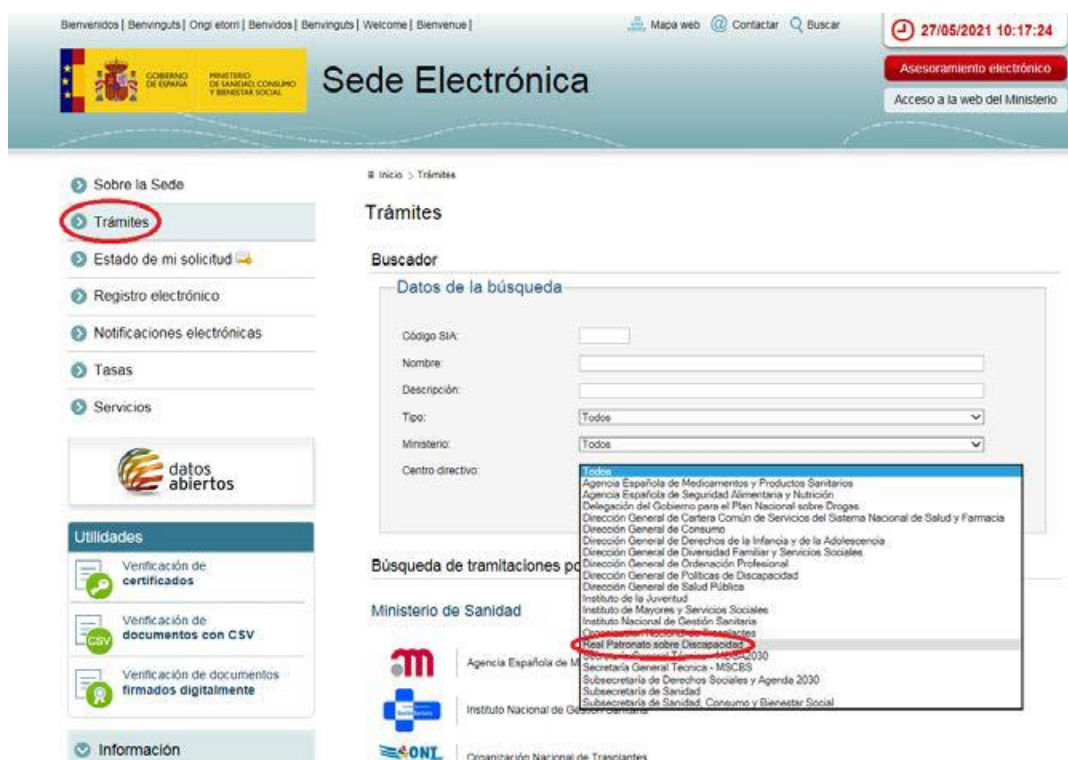 Bienvenidos | Benvinguts | Ongi etorri | Benvidos | Benvinguts | Welcome | Bienvenue |
Mapa web
Contactar
Buscar
27/05/2021 10:17:24
GOBIERNO
DE ESPAÑA
MINISTERIO
DE SANIDAD, CONSUMO
Y BIENESTAR SOCIAL
Sede Electrónica
Asesoramiento electrónico
Acceso a la web del Ministerio
Sobre la Sede
Trámites
Estado de mi solicitud
Registro electrónico
Notificaciones electrónicas
Tasas
Servicios
datos
abiertos
Utilidades
Verificación de
certificados
CSV
Verificación de
documentos con CSV
Verificación de documentos
firmados digitalmente
Información
Inicio > Trámites
Trámites
Buscador
Datos de la búsqueda
Código SIA:
Nombre:
Descripción:
Tipo:
Todos
Ministerio:
Todos
Centro directivo:
Todos
Agencia Española de Medicamentos y Productos Sanitarios
Agencia Española de Seguridad Alimentaria y Nutrición
Delegación del Gobierno para el Plan Nacional sobre Drogas
Dirección General de Cartera Común de Servicios del Sistema Nacional de Salud y Farmacia
Dirección General de Consumo
Dirección General de Derechos de la Infancia y de la Adolescencia
Dirección General de Diversidad Familiar y Servicios Sociales
Dirección General de Ordenación Profesional
Dirección General de Políticas de Discapacidad
Dirección General de Salud Pública
Instituto de la Juventud
Instituto de Mayores y Servicios Sociales
Instituto Nacional de Gestión Sanitaria
Organización Nacional de Trasplantes
Real Patronato sobre Discapacidad
Secretaría General Técnica - MDSA2030
Secretaría General Técnica - MSCBS
Subsecretaría de Derechos Sociales y Agenda 2030
Subsecretaría de Sanidad
Subsecretaría de Sanidad, Consumo y Bienestar Social
Búsqueda de tramitaciones po
Ministerio de Sanidad
Agencia Española de M
Instituto Nacional de Gestión Sanitaria
Organización Nacional de Trasplantes